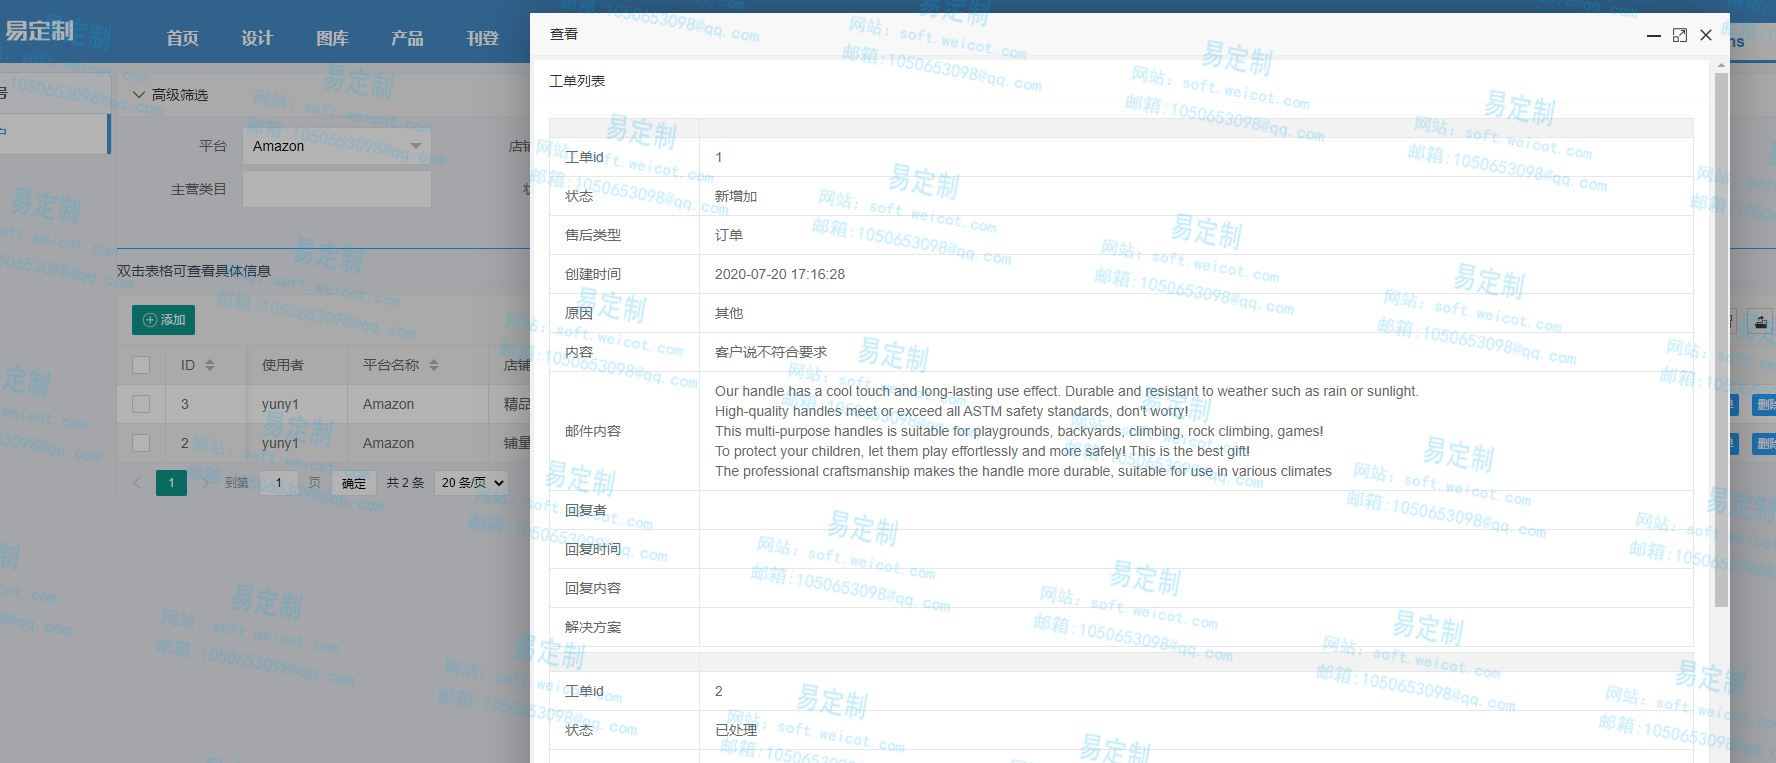 易定制
首页
设计
图库
产品
刊登
ns
查看
工单列表
高级筛选
平台
Amazon
店铺
主营类目
双击表格可查看具体信息
添加
ID
使用者
平台名称
店铺
3
yuny1
Amazon
精品
删除
2
yuny1
Amazon
铺量
删除
1
到第
1
页
确定
共 2 条
20 条/页
工单id
1
状态
新增加
售后类型
订单
创建时间
2020-07-20 17:16:28
原因
其他
内容
客户说不符合要求
邮件内容
Our handle has a cool touch and long-lasting use effect. Durable and resistant to weather such as rain or sunlight.
High-quality handles meet or exceed all ASTM safety standards, don't worry!
This multi-purpose handles is suitable for playgrounds, backyards, climbing, rock climbing, games!
To protect your children, let them play effortlessly and more safely! This is the best gift!
The professional craftsmanship makes the handle more durable, suitable for use in various climates
回复者
回复时间
回复内容
解决方案
工单id
2
状态
已处理
易定制
网站: soft.weicot.com
邮箱:1050653098@qq.com